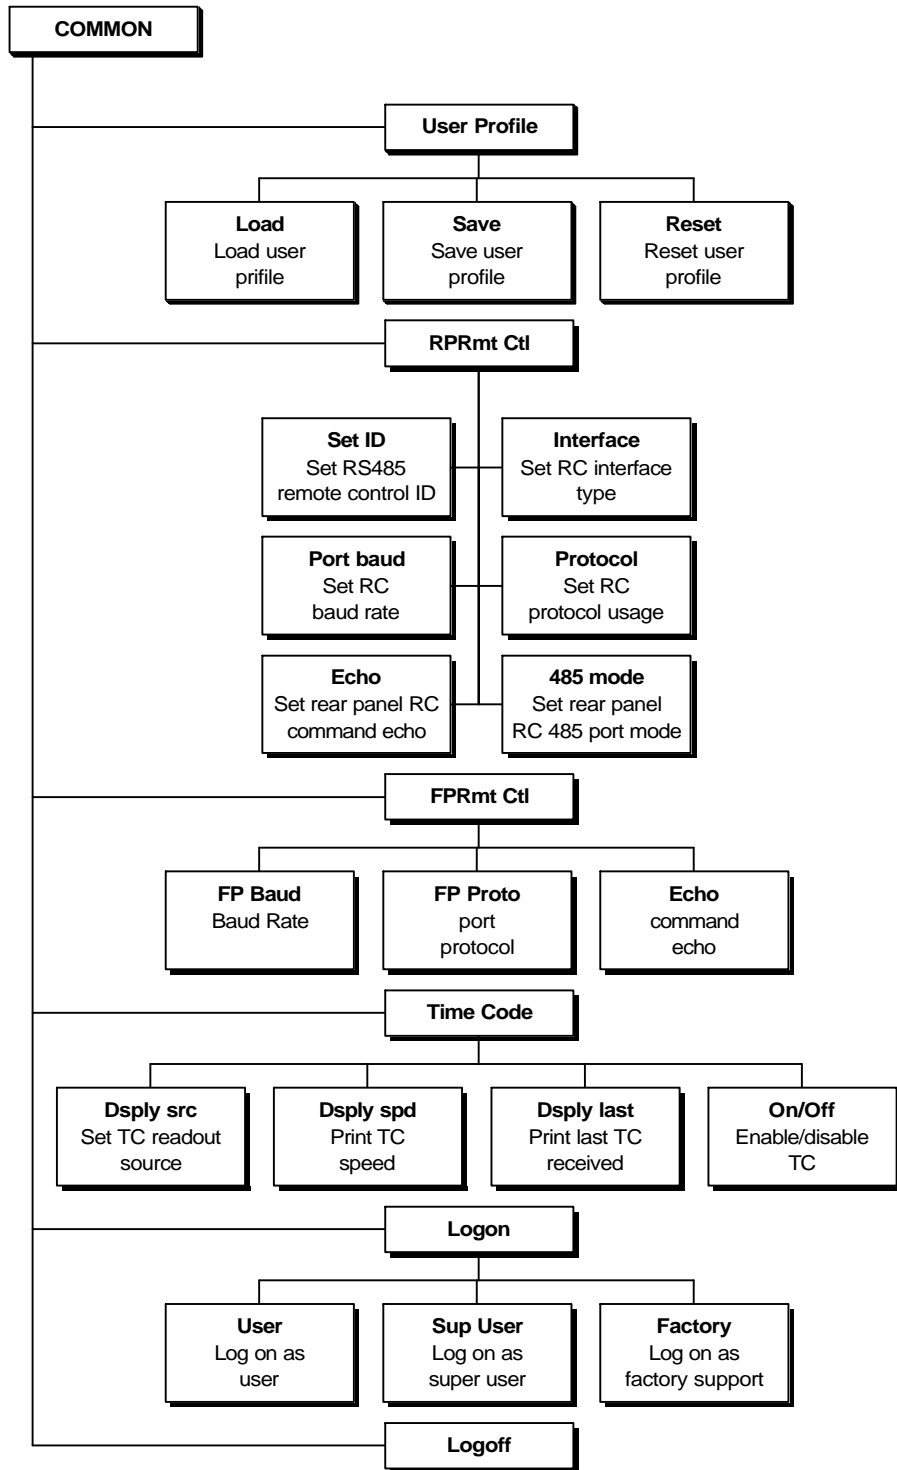 COMMON
User Profile
Load
Load user
prifile
Save
Save user
profile
Reset
Reset user
profile
RPRmt Ctl
Set ID
Set RS485
remote control ID
Interface
Set RC interface
type
Port baud
Set RC
baud rate
Protocol
Set RC
protocol usage
Echo
Set rear panel RC
command echo
485 mode
Set rear panel
RC 485 port mode
FPRmt Ctl
FP Baud
Baud Rate
FP Proto
port
protocol
Echo
command
echo
Time Code
Dsply src
Set TC readout
source
Dsply spd
Print TC
speed
Dsply last
Print last TC
received
On/Off
Enable/disable
TC
Logon
User
Log on as
user
Sup User
Log on as
super user
Factory
Log on as
factory support
Logoff